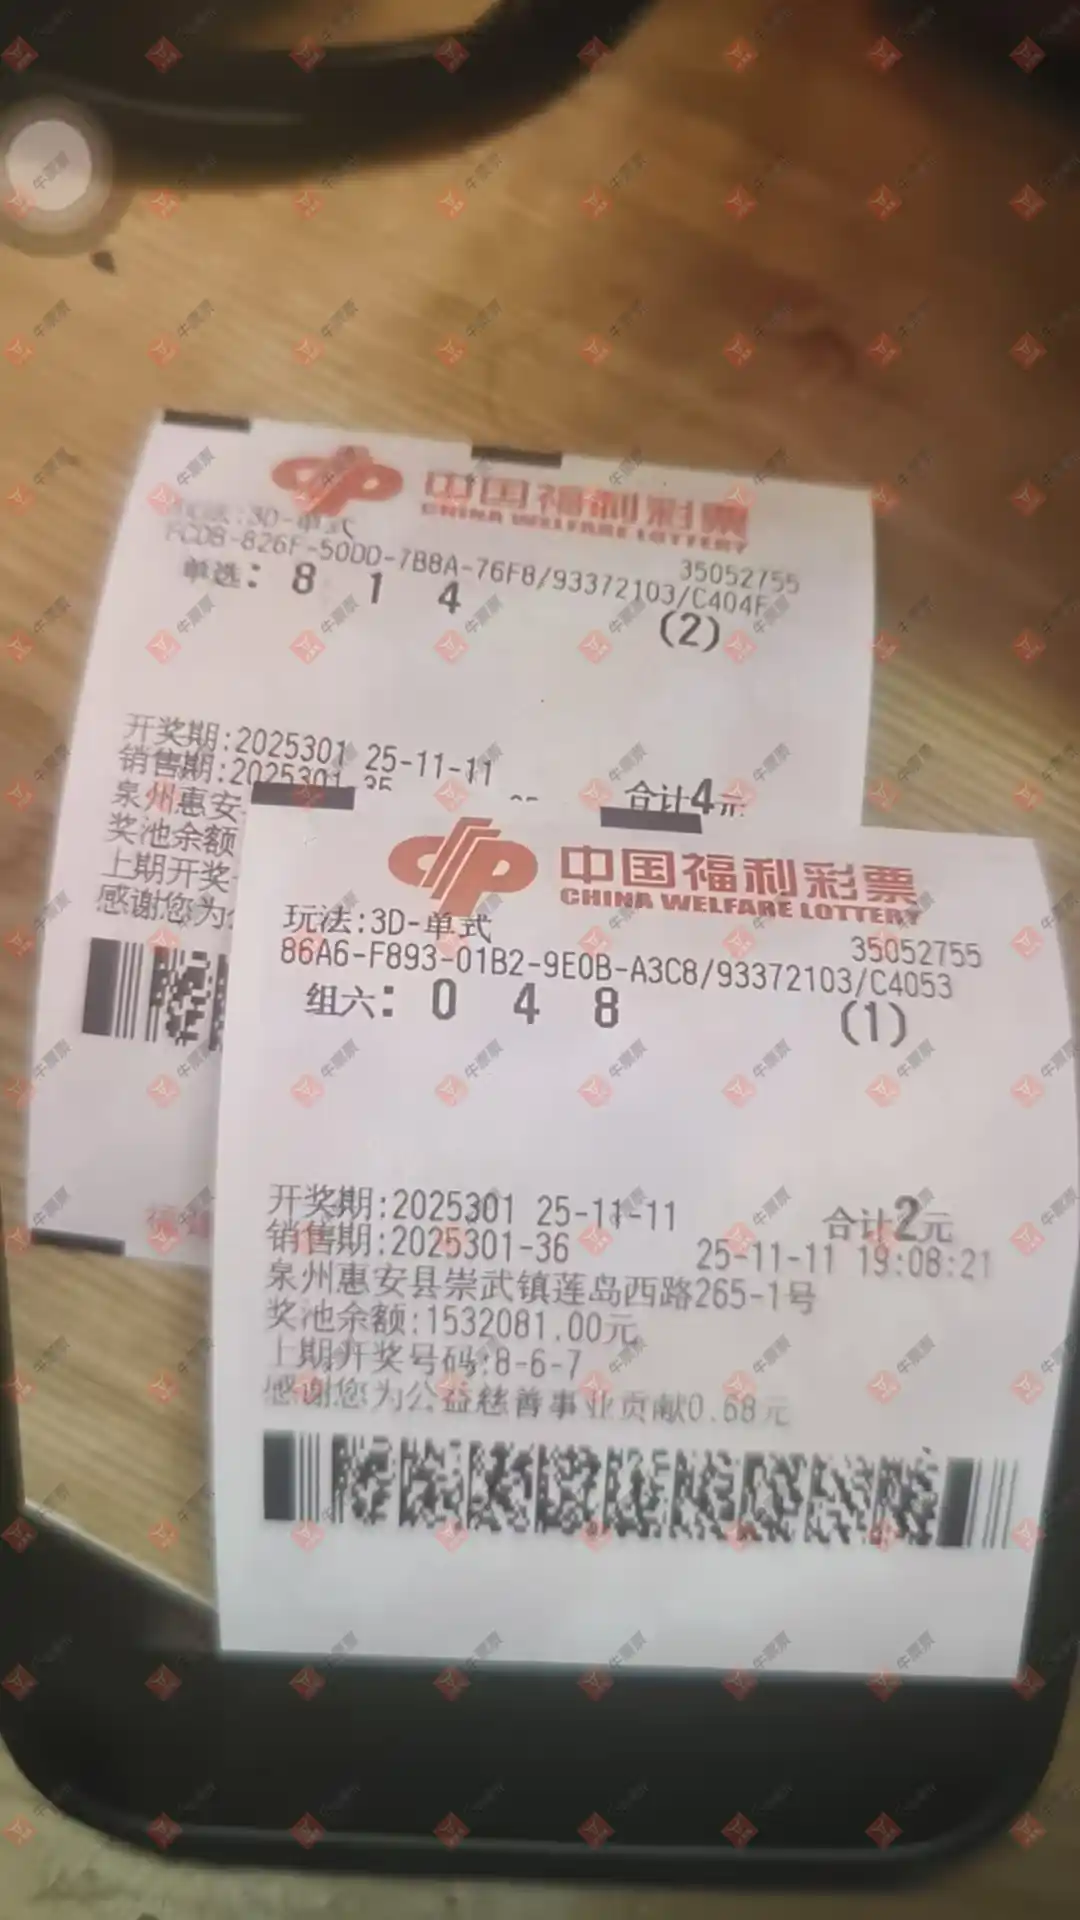 中国福利彩票
CHINA WELFARE LOTTERY
3D-单式
35052755
FCDB-826F-50DD-7B8A-76F8/93372103/C404F
单选: 8 1 4 (2)
开奖期:2025301 25-11-11
合计4元
销售期:2025301-35
泉州惠安
奖池余额
上期开奖
感谢您为公
中国福利彩票
CHINA WELFARE LOTTERY
玩法:3D-单式
35052755
86A6-F893-01B2-9E0B-A3C8/93372103/C4053
组六: 0 4 8 (1)
开奖期:2025301 25-11-11
合计2元
销售期:2025301-36
25-11-11 19:08:21
泉州惠安县崇武镇莲岛西路265-1号
奖池余额:1532081.00元
上期开奖号码:8-6-7
感谢您为公益慈善事业贡献0.68元
牛票票